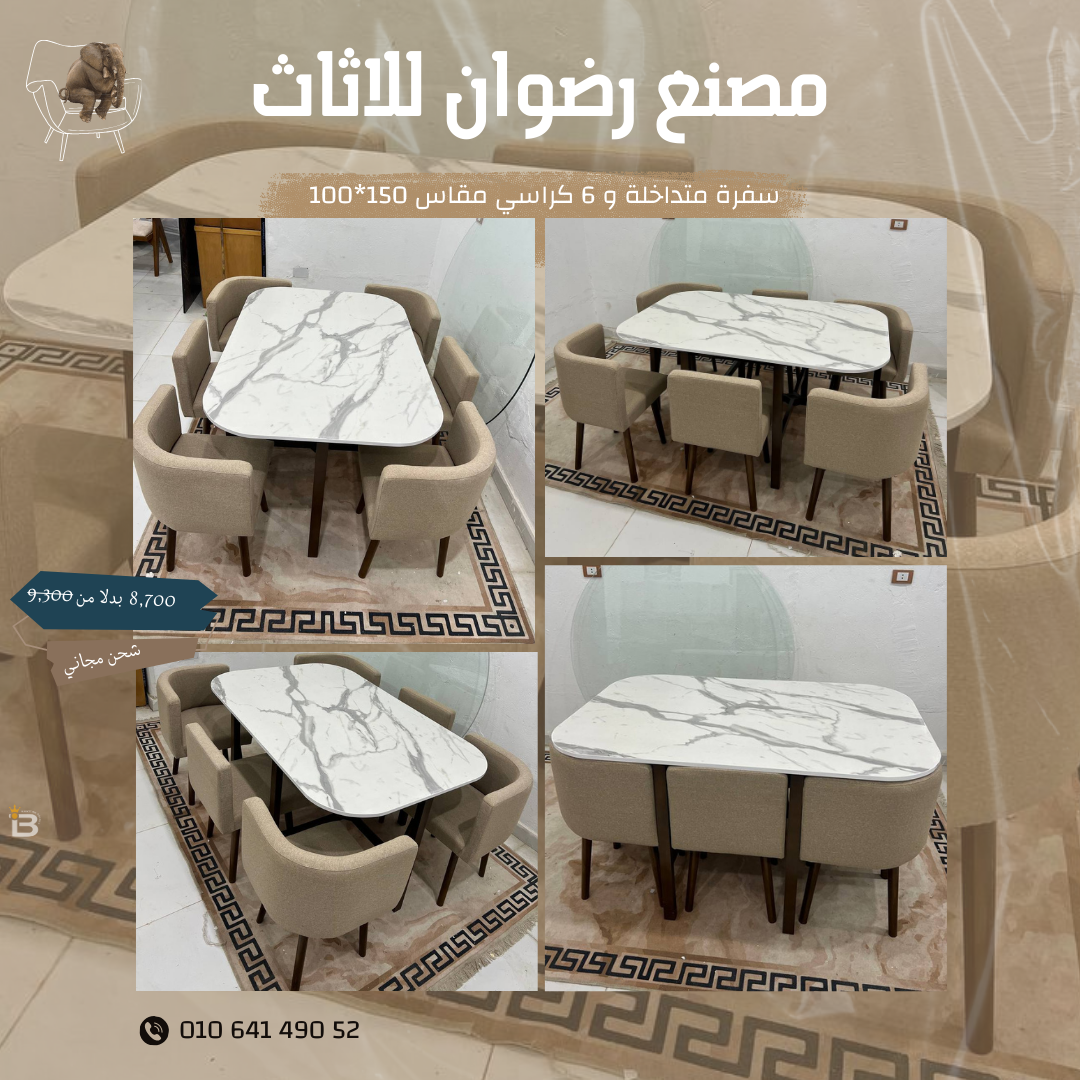 مصنع رضوان للاثاث
سفرة متداخلة و 6 كراسي مقاس 150*100
8,700 بدلا من 9,300
شحن مجاني
B
010 641 490 52